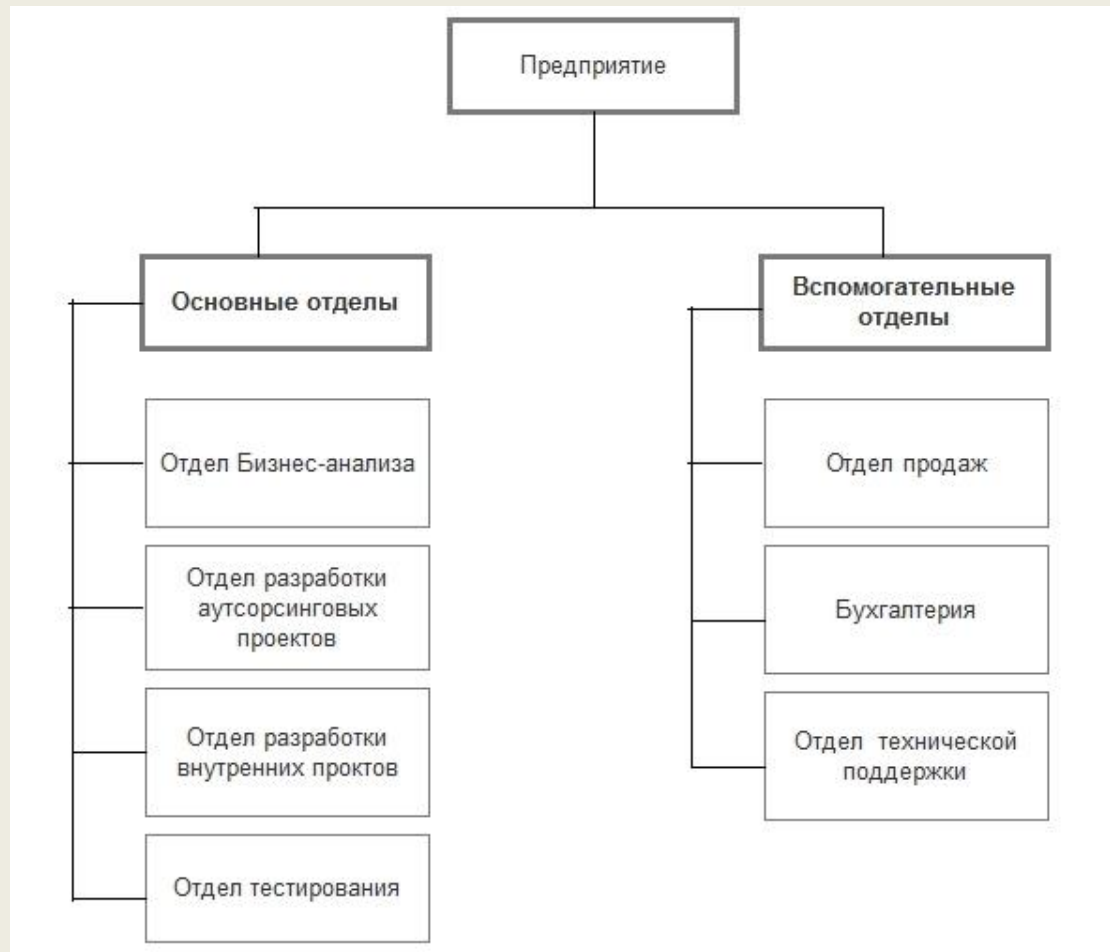 Предприятие
Основные отделы
Отдел Бизнес-анализа
Отдел разработки
аутсорсинговых
проектов
Отдел разработки
внутренних проктов
Отдел тестирования
Вспомогательные
отделы
Отдел продаж
Бухгалтерия
Отдел технической
поддержки